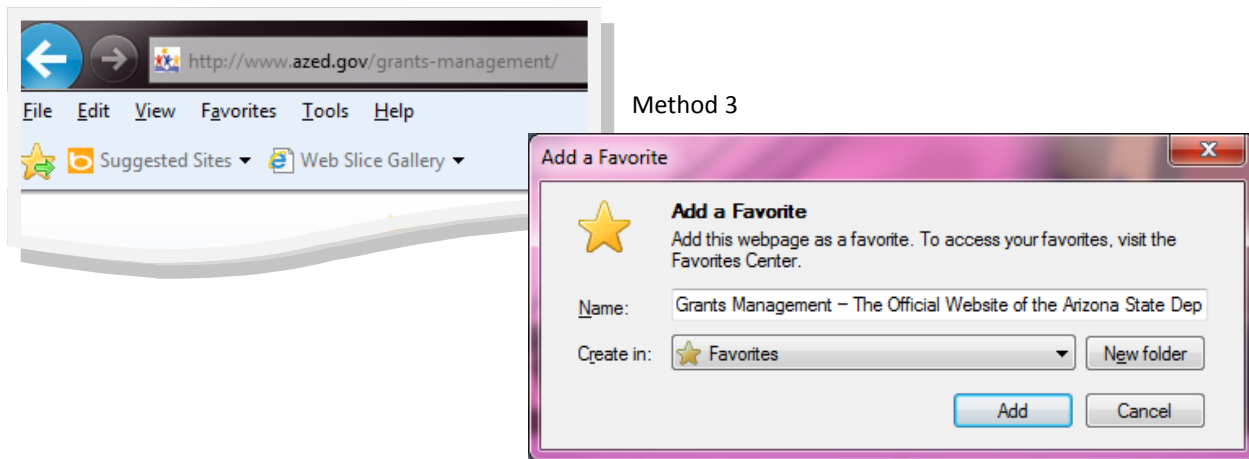 http://www.azed.gov/grants-management/
File Edit View Favorites Tools Help
Suggested Sites Web Slice Gallery
Method 3
Add a Favorite
Add a Favorite
Add this webpage as a favorite. To access your favorites, visit the
Favorites Center.
Name: Grants Management – The Official Website of the Arizona State Dep
Create in: Favorites New folder
Add Cancel